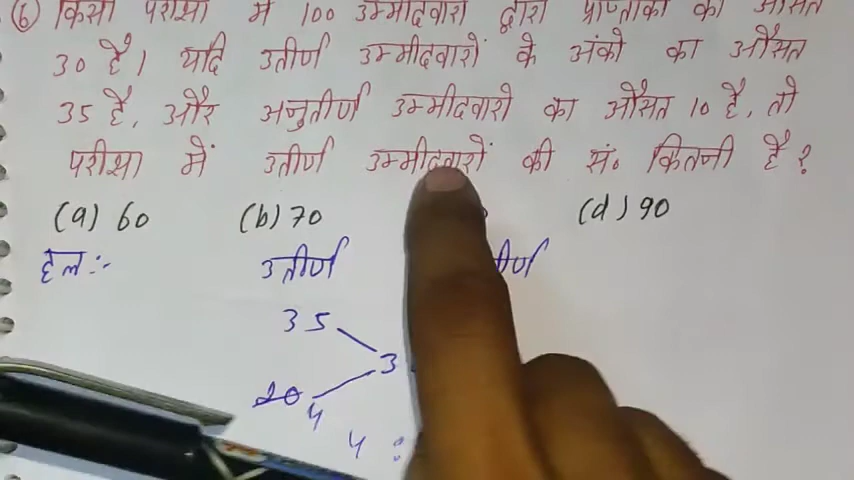 (6) किसी परीक्षा में 100 उम्मीदवारों द्वारा प्राप्तांकों का औसत
30 है। यदि उतीर्ण उम्मीदवारों के अंको का औसत
35 है, और अनुतीर्ण उम्मीदवारो का औसत 10 है, तो
परीक्षा में उतीर्ण उम्मीदवारों की सं॰ कितनी है?
(a) 60 (b) 70 (d) 90
हल:- उतीर्ण
35
3
20
4
4 :